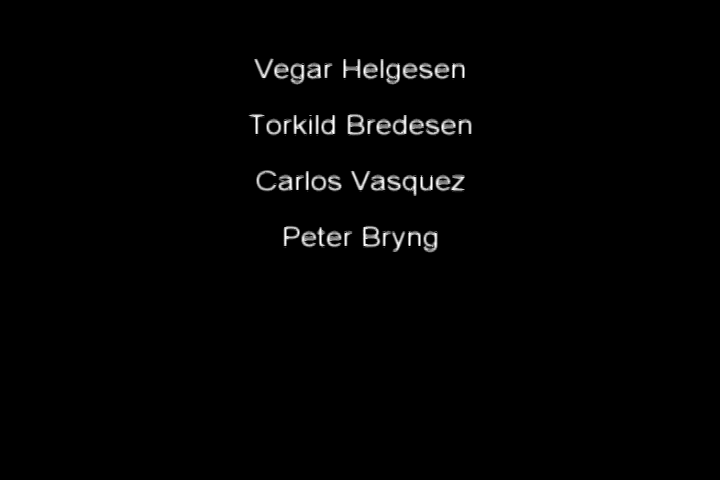 Vegar Helgesen
Torkild Bredesen
Carlos Vasquez
Peter Bryng